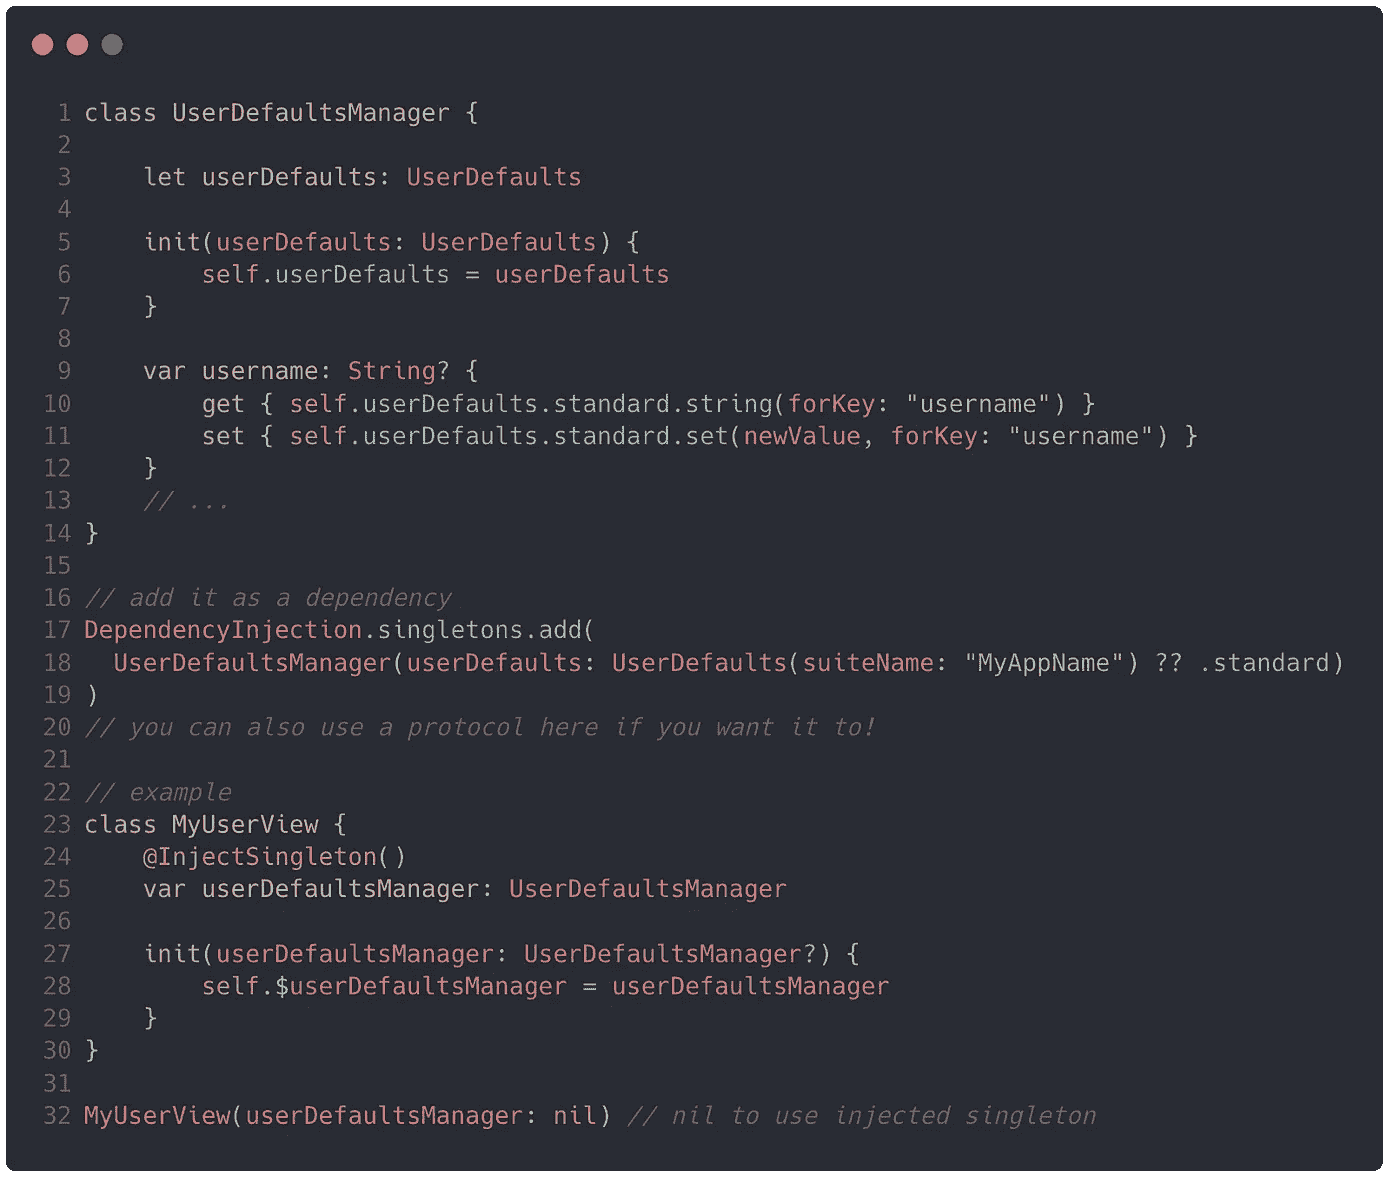 1 class UserDefaultsManager {
2
3     let userDefaults: UserDefaults
4
5     init(userDefaults: UserDefaults) {
6         self.userDefaults = userDefaults
7     }
8
9     var username: String? {
10         get { self.userDefaults.standard.string(forKey: "username") }
11         set { self.userDefaults.standard.set(newValue, forKey: "username") }
12     }
13     // ...
14 }
15
16 // add it as a dependency
17 DependencyInjection.singletons.add(
18   UserDefaultsManager(userDefaults: UserDefaults(suiteName: "MyAppName") ?? .standard)
19 )
20 // you can also use a protocol here if you want it to!
21
22 // example
23 class MyUserView {
24     @InjectSingleton()
25     var userDefaultsManager: UserDefaultsManager
26
27     init(userDefaultsManager: UserDefaultsManager?) {
28         self.$userDefaultsManager = userDefaultsManager
29     }
30 }
31
32 MyUserView(userDefaultsManager: nil) // nil to use injected singleton